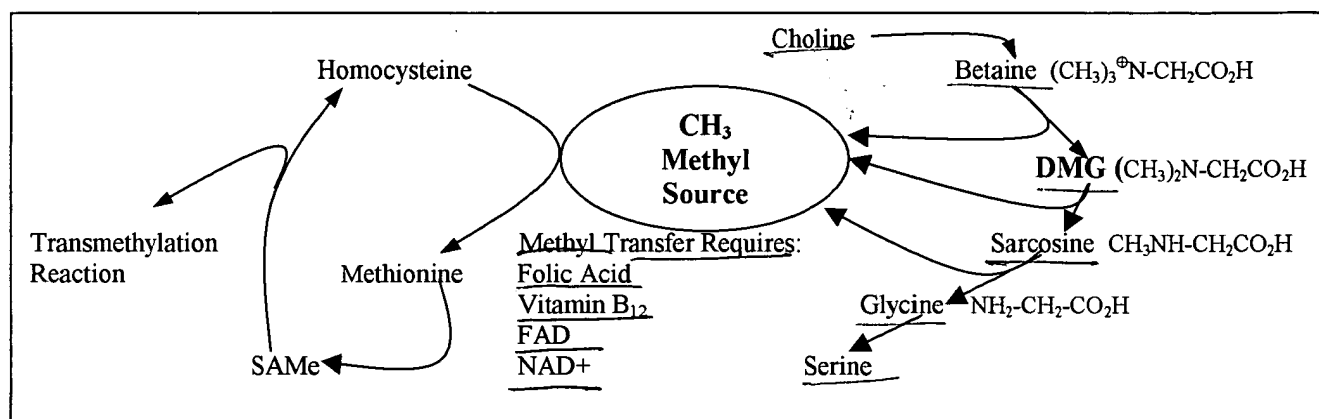 Choline
Homocysteine
Betaine (CH₃)₃⊕N-CH₂CO₂H
CH₃
Methyl
Source
DMG (CH₃)₂N-CH₂CO₂H
Transmethylation
Reaction
Methyl Transfer Requires:
Sarcosine CH₃NH-CH₂CO₂H
Methionine
Folic Acid
Vitamin B₁₂
Glycine NH₂-CH₂-CO₂H
FAD
SAMe
NAD+
Serine